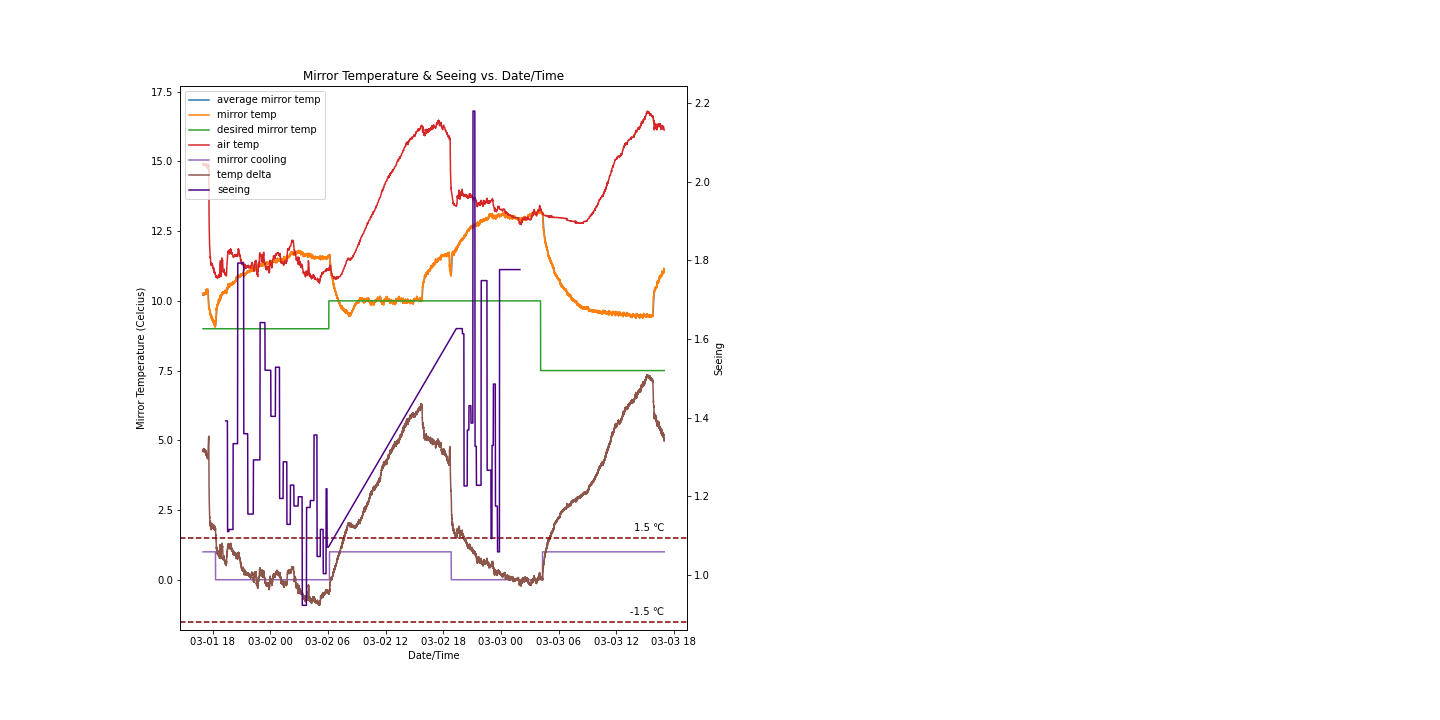 Mirror Temperature & Seeing vs. Date/Time
average mirror temp
mirror temp
desired mirror temp
air temp
mirror cooling
temp delta
seeing
17.5
15.0
12.5
10.0
7.5
5.0
2.5
0.0
Mirror Temperature (Celcius)
2.2
2.0
1.8
1.6
1.4
1.2
1.0
Seeing
1.5 °C
-1.5 °C
03-01 18 03-02 00 03-02 06 03-02 12 03-02 18 03-03 00 03-03 06 03-03 12 03-03 18
Date/Time